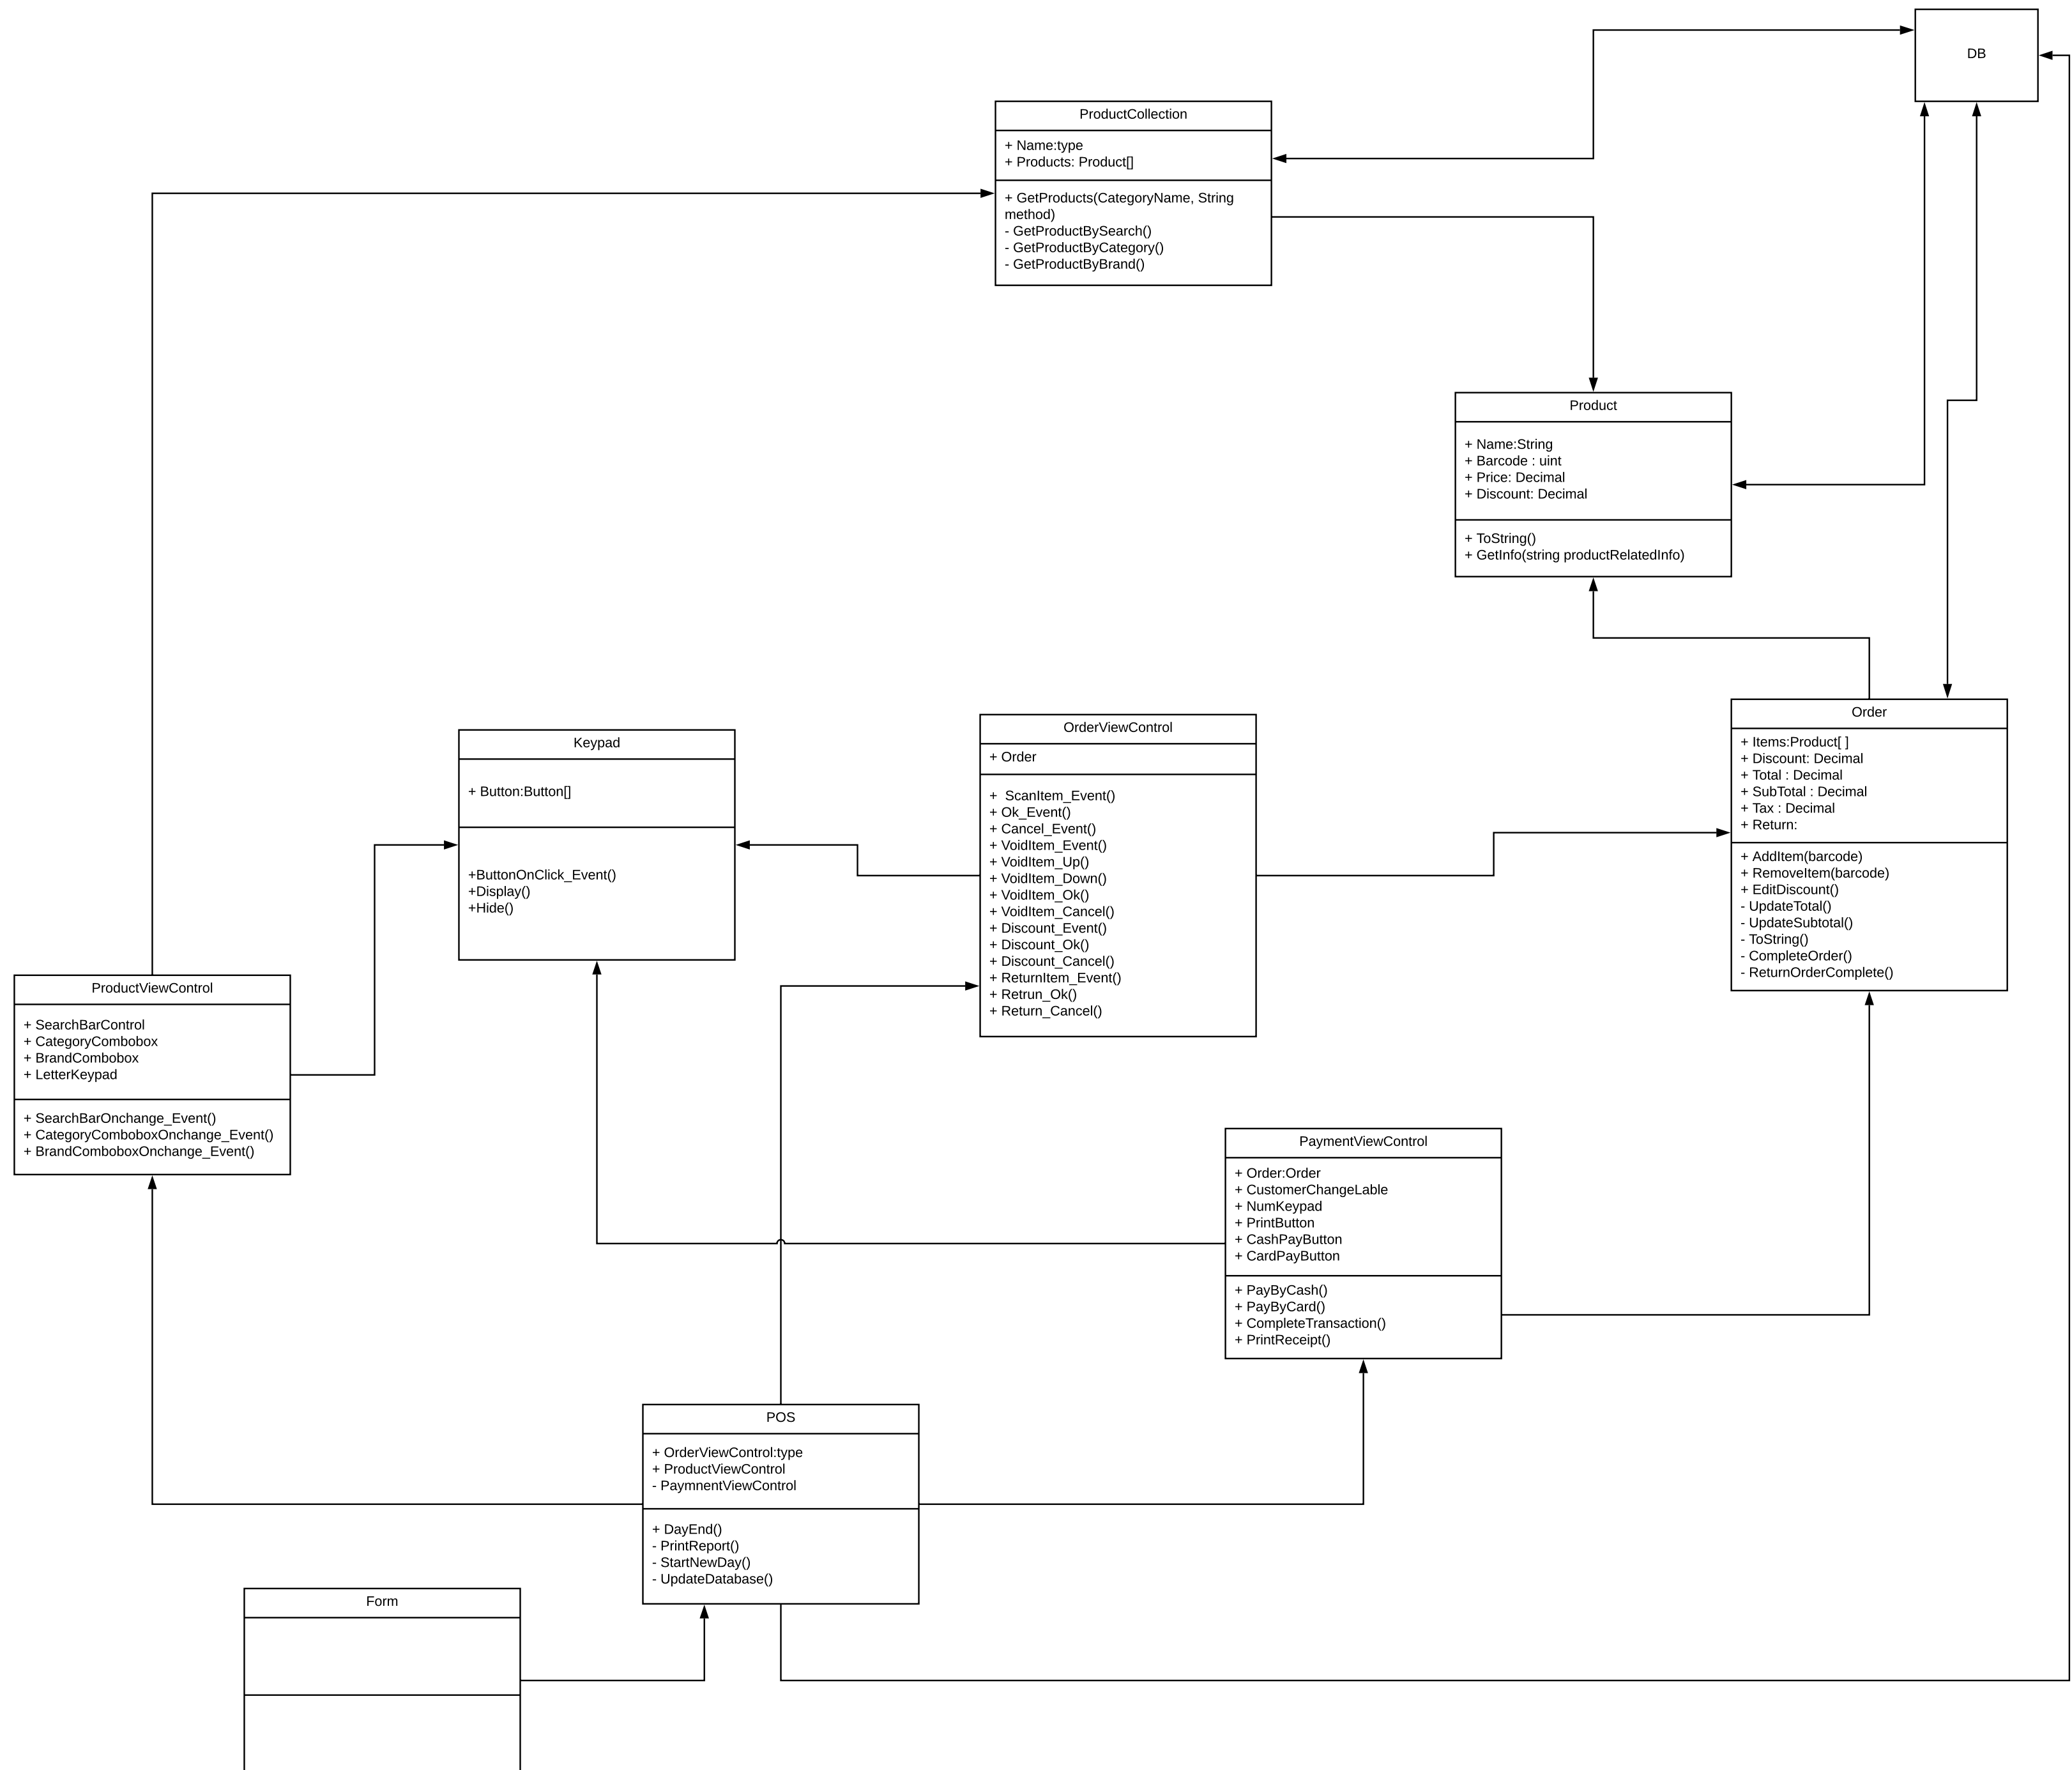 DB
ProductCollection
+ Name:type
+ Products: Product[]
+ GetProducts(CategoryName, String
method)
- GetProductBySearch()
- GetProductByCategory()
- GetProductByBrand()
Product
+ Name:String
+ Barcode : uint
+ Price: Decimal
+ Discount: Decimal
+ ToString()
+ GetInfo(string productRelatedInfo)
Order
+ Items:Product[ ]
+ Discount: Decimal
+ Total : Decimal
+ SubTotal : Decimal
+ Tax : Decimal
+ Return:
+ AddItem(barcode)
+ RemoveItem(barcode)
+ EditDiscount()
- UpdateTotal()
- UpdateSubtotal()
- ToString()
- CompleteOrder()
- ReturnOrderComplete()
OrderViewControl
+ Order
+  ScanItem_Event()
+ Ok_Event()
+ Cancel_Event()
+ VoidItem_Event()
+ VoidItem_Up()
+ VoidItem_Down()
+ VoidItem_Ok()
+ VoidItem_Cancel()
+ Discount_Event()
+ Discount_Ok()
+ Discount_Cancel()
+ ReturnItem_Event()
+ Retrun_Ok()
+ Return_Cancel()
Keypad
+ Button:Button[]
+ButtonOnClick_Event()
+Display()
+Hide()
ProductViewControl
+ SearchBarControl
+ CategoryCombobox
+ BrandCombobox
+ LetterKeypad
+ SearchBarOnchange_Event()
+ CategoryComboboxOnchange_Event()
+ BrandComboboxOnchange_Event()
PaymentViewControl
+ Order:Order
+ CustomerChangeLable
+ NumKeypad
+ PrintButton
+ CashPayButton
+ CardPayButton
+ PayByCash()
+ PayByCard()
+ CompleteTransaction()
+ PrintReceipt()
POS
+ OrderViewControl:type
+ ProductViewControl
- PaymnentViewControl
+ DayEnd()
- PrintReport()
- StartNewDay()
- UpdateDatabase()
Form